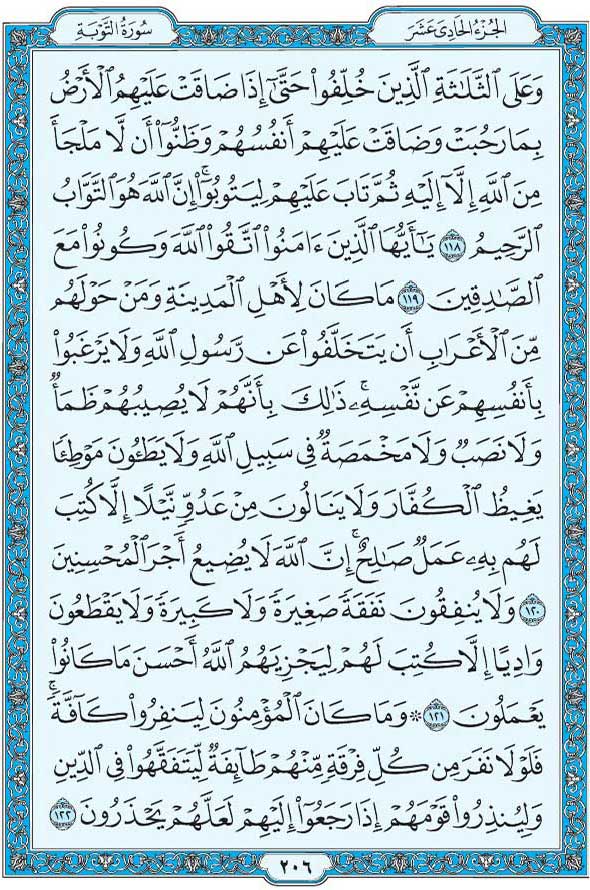 الجُزْءُ الحَادِي عَشَرَ
سُورَةُ التَّوْبَةِ
وَعَلَى ٱلثَّلَٰثَةِ ٱلَّذِينَ خُلِّفُوا۟ حَتَّىٰٓ إِذَا ضَاقَتْ عَلَيْهِمُ ٱلْأَرْضُ
بِمَا رَحُبَتْ وَضَاقَتْ عَلَيْهِمْ أَنفُسُهُمْ وَظَنُّوٓا۟ أَن لَّا مَلْجَأَ
مِنَ ٱللَّهِ إِلَّآ إِلَيْهِ ثُمَّ تَابَ عَلَيْهِمْ لِيَتُوبُوٓا۟ ۚ إِنَّ ٱللَّهَ هُوَ ٱلتَّوَّابُ
ٱلرَّحِيمُ ١١٨ يَٰٓأَيُّهَا ٱلَّذِينَ ءَامَنُوا۟ ٱتَّقُوا۟ ٱللَّهَ وَكُونُوا۟ مَعَ
ٱلصَّٰدِقِينَ ١١٩ مَا كَانَ لِأَهْلِ ٱلْمَدِينَةِ وَمَنْ حَوْلَهُم
مِّنَ ٱلْأَعْرَابِ أَن يَتَخَلَّفُوا۟ عَن رَّسُولِ ٱللَّهِ وَلَا يَرْغَبُوا۟
بِأَنفُسِهِمْ عَن نَّفْسِهِۦ ۚ ذَٰلِكَ بِأَنَّهُمْ لَا يُصِيبُهُمْ ظَمَأٌ
وَلَا نَصَبٌ وَلَا مَخْمَصَةٌ فِى سَبِيلِ ٱللَّهِ وَلَا يَطَـُٔونَ مَوْطِئًا
يَغِيظُ ٱلْكُفَّارَ وَلَا يَنَالُونَ مِنْ عَدُوٍّ نَّيْلًا إِلَّا كُتِبَ
لَهُم بِهِۦ عَمَلٌ صَٰلِحٌ ۚ إِنَّ ٱللَّهَ لَا يُضِيعُ أَجْرَ ٱلْمُحْسِنِينَ
١٢٠ وَلَا يُنفِقُونَ نَفَقَةً صَغِيرَةً وَلَا كَبِيرَةً وَلَا يَقْطَعُونَ
وَادِيًا إِلَّا كُتِبَ لَهُمْ لِيَجْزِيَهُمُ ٱللَّهُ أَحْسَنَ مَا كَانُوا۟
يَعْمَلُونَ ١٢١ ۞ وَمَا كَانَ ٱلْمُؤْمِنُونَ لِيَنفِرُوا۟ كَآفَّةً ۚ
فَلَوْلَا نَفَرَ مِن كُلِّ فِرْقَةٍ مِّنْهُمْ طَآئِفَةٌ لِّيَتَفَقَّهُوا۟ فِى ٱلدِّينِ
وَلِيُنذِرُوا۟ قَوْمَهُمْ إِذَا رَجَعُوٓا۟ إِلَيْهِمْ لَعَلَّهُمْ يَحْذَرُونَ ١٢٢
٢٠٦